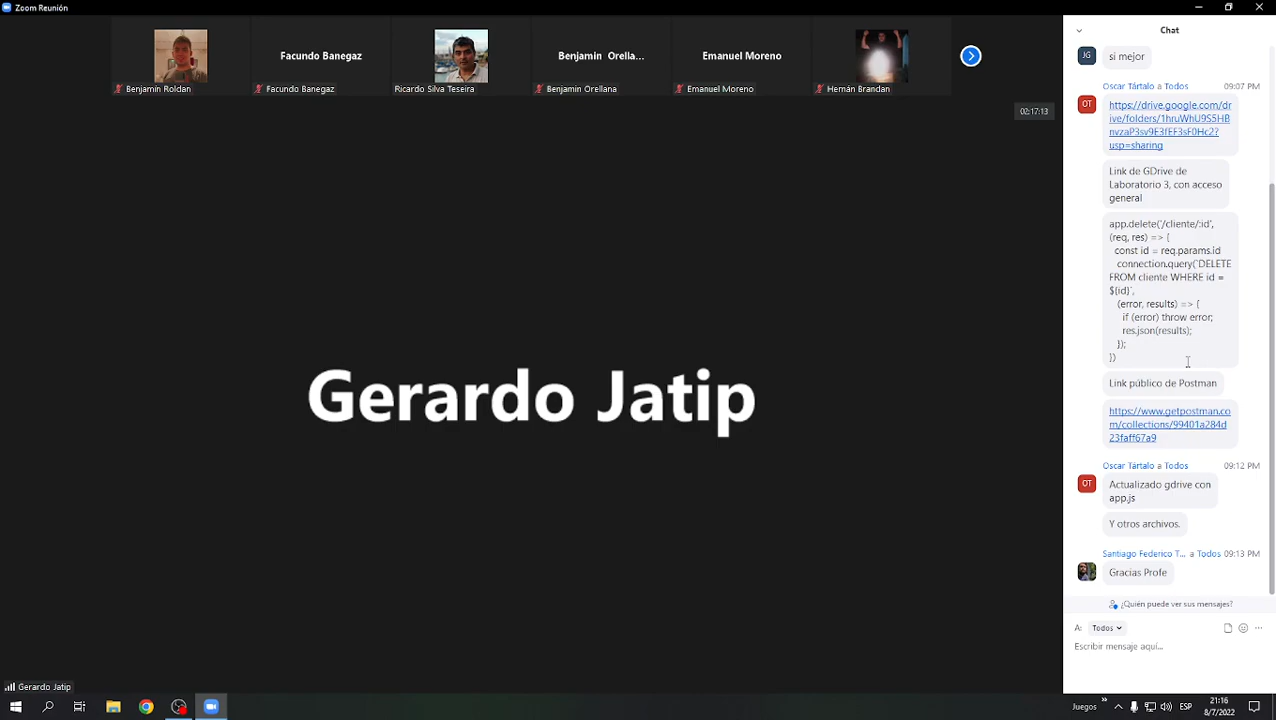 Zoom Reunión
Facundo Banegaz
Benjamin Orella...
Emanuel Moreno
Benjamín Roldan
Facundo Banegaz
Ricardo Silva Teseira
Benjamin Orellana
Emanuel Moreno
Hemán Brandan
02:17:13
Gerardo Jatip
Gerardo Jatip
Chat
JG
si mejor
Oscar Tártalo a Todos 09:07 PM
OT
https://drive.google.com/dr
ive/folders/1hruWhU9S5HB
nvzaP3sv9E3fEF3sF0Hc2?
usp=sharing
Link de GDrive de
Laboratorio 3, con acceso
general
app.delete('/cliente/:id',
(req, res) => {
const id = req.params.id
connection.query(`DELETE
FROM cliente WHERE id =
${id}`,
(error, results) => {
if (error) throw error;
res.json(results);
});
})
Link público de Postman
https://www.getpostman.co
m/collections/99401a284d
23faff67a9
Oscar Tártalo a Todos 09:12 PM
OT
Actualizado gdrive con
app.js
Y otros archivos.
Santiago Federico T... a Todos 09:13 PM
Gracias Profe
¿Quién puede ver sus mensajes?
A: Todos
Escribir mensaje aquí...
Juegos
ESP
21:16
8/7/2022